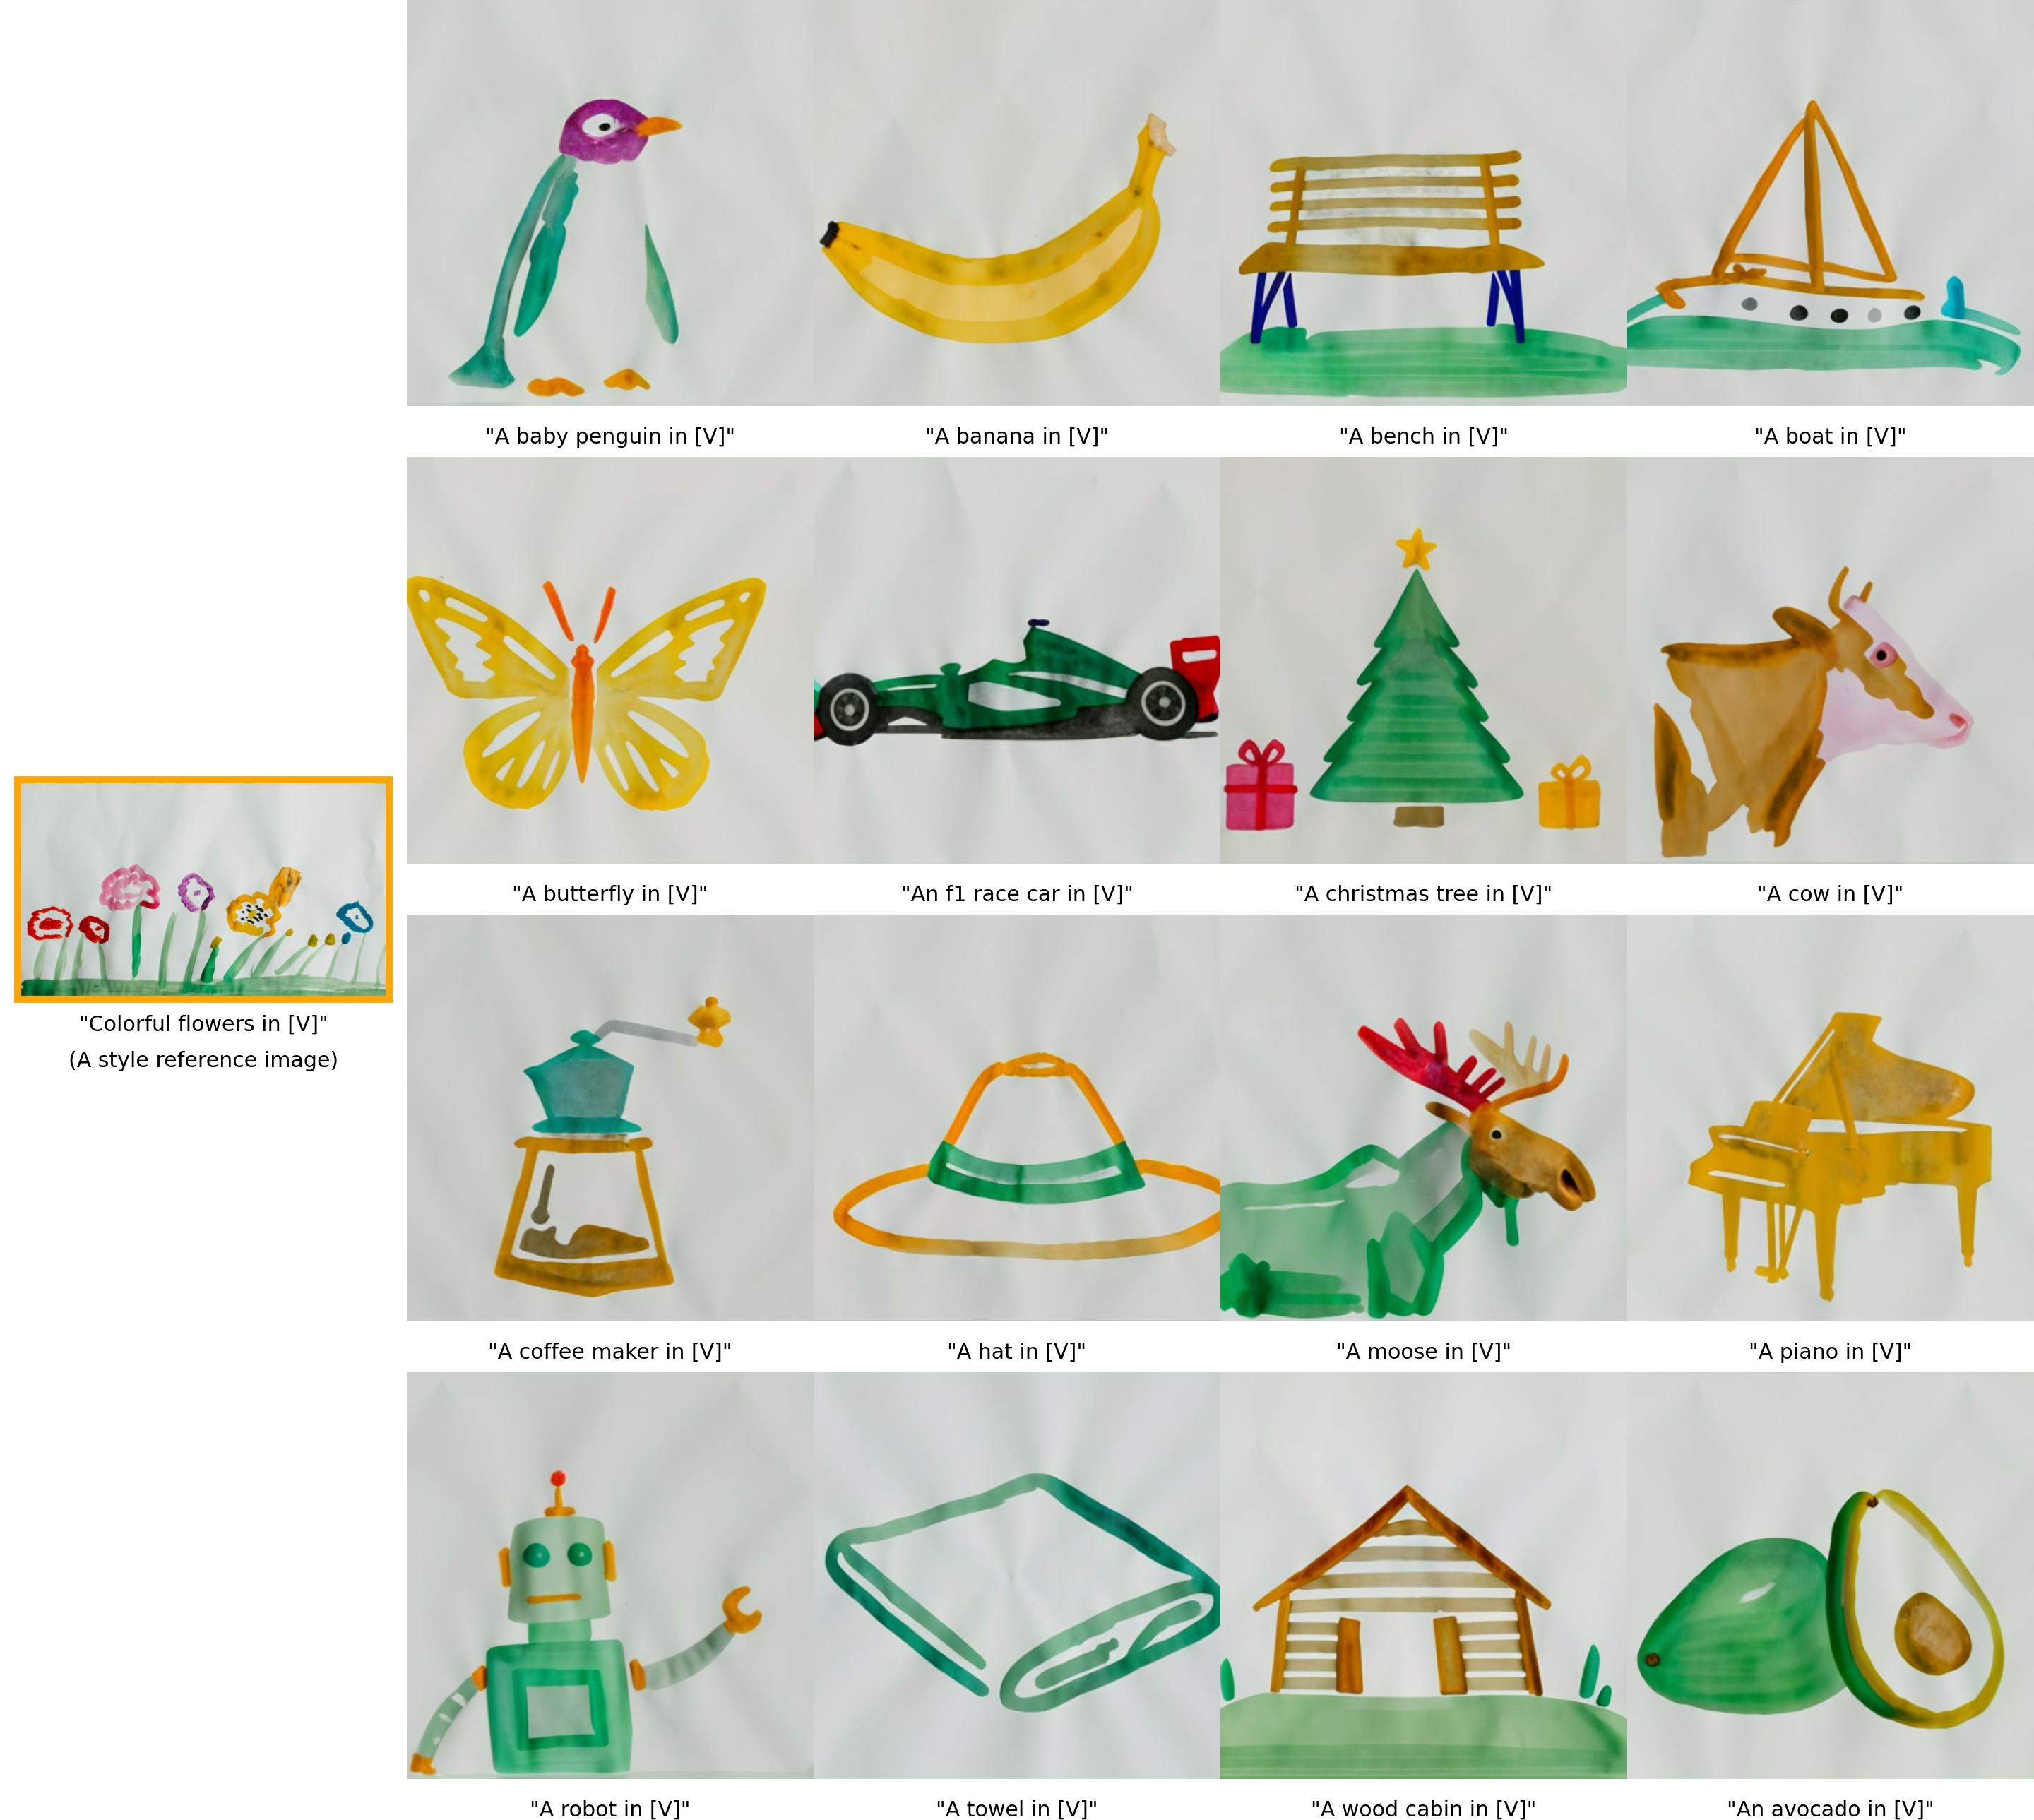 "A baby penguin in [V]"
"A banana in [V]"
"A bench in [V]"
"A boat in [V]"
"A butterfly in [V]"
"An f1 race car in [V]"
"A christmas tree in [V]"
"A cow in [V]"
"Colorful flowers in [V]"
(A style reference image)
"A coffee maker in [V]"
"A hat in [V]"
"A moose in [V]"
"A piano in [V]"
"A robot in [V]"
"A towel in [V]"
"A wood cabin in [V]"
"An avocado in [V]"